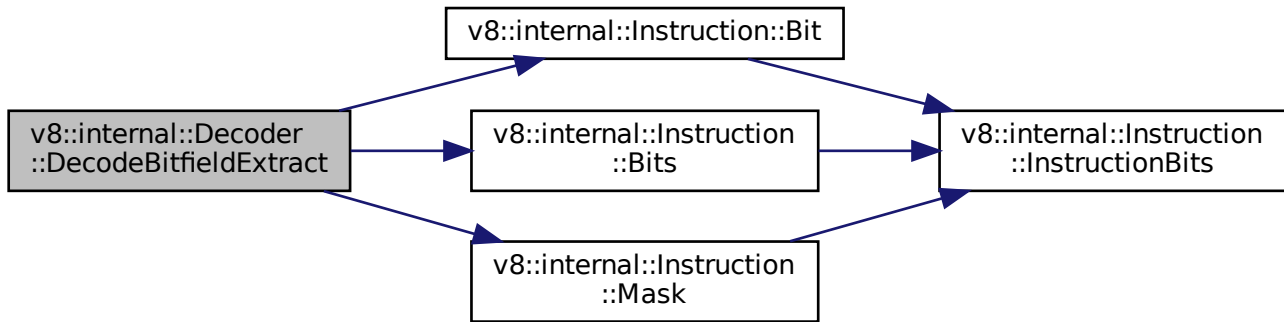 v8::internal::Instruction::Bit
v8::internal::Decoder
::DecodeBitfieldExtract
v8::internal::Instruction
::Bits
v8::internal::Instruction
::InstructionBits
v8::internal::Instruction
::Mask